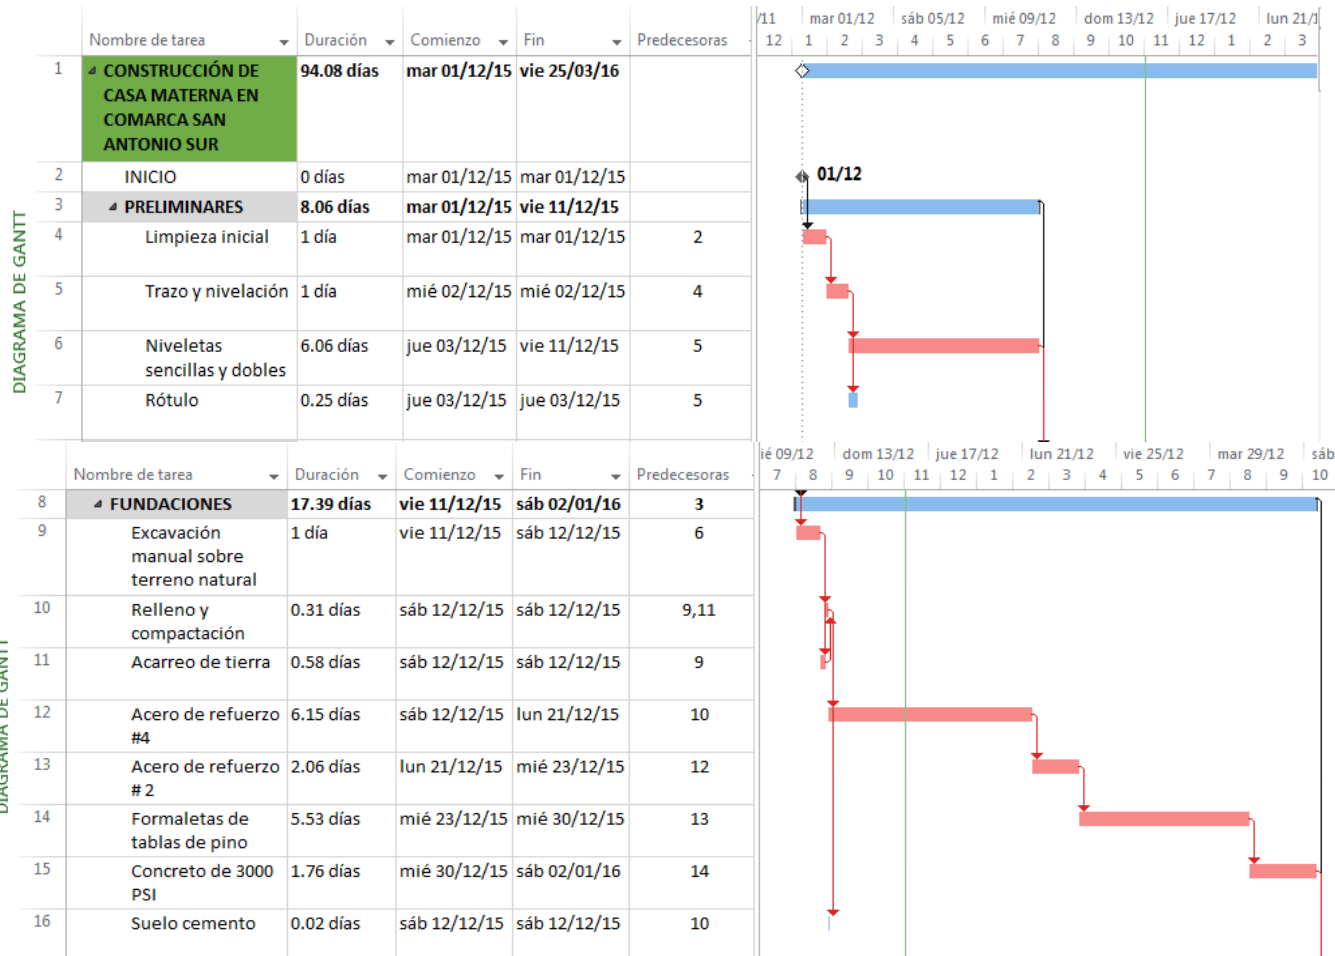 /11 mar 01/12 sáb 05/12 mié 09/12 dom 13/12 jue 17/12 lun 21/1
Nombre de tarea Duración Comienzo Fin Predecesoras 12 1 2 3 4 5 6 7 8 9 10 11 12 1 2 3
1 CONSTRUCCIÓN DE 94.08 días mar 01/12/15 vie 25/03/16
CASA MATERNA EN
COMARCA SAN
ANTONIO SUR
2 INICIO 0 días mar 01/12/15 mar 01/12/15 01/12
3 PRELIMINARES 8.06 días mar 01/12/15 vie 11/12/15
4 Limpieza inicial 1 día mar 01/12/15 mar 01/12/15 2
5 Trazo y nivelación 1 día mié 02/12/15 mié 02/12/15 4
6 Niveletas 6.06 días jue 03/12/15 vie 11/12/15 5
sencillas y dobles
7 Rótulo 0.25 días jue 03/12/15 jue 03/12/15 5
DIAGRAMA DE GANTT
ié 09/12 dom 13/12 jue 17/12 lun 21/12 vie 25/12 mar 29/12 sáb
Nombre de tarea Duración Comienzo Fin Predecesoras 7 8 9 10 11 12 1 2 3 4 5 6 7 8 9 10
8 FUNDACIONES 17.39 días vie 11/12/15 sáb 02/01/16 3
9 Excavación 1 día vie 11/12/15 sáb 12/12/15 6
manual sobre
terreno natural
10 Relleno y 0.31 días sáb 12/12/15 sáb 12/12/15 9,11
compactación
11 Acarreo de tierra 0.58 días sáb 12/12/15 sáb 12/12/15 9
12 Acero de refuerzo 6.15 días sáb 12/12/15 lun 21/12/15 10
#4
13 Acero de refuerzo 2.06 días lun 21/12/15 mié 23/12/15 12
# 2
14 Formaletas de 5.53 días mié 23/12/15 mié 30/12/15 13
tablas de pino
15 Concreto de 3000 1.76 días mié 30/12/15 sáb 02/01/16 14
PSI
16 Suelo cemento 0.02 días sáb 12/12/15 sáb 12/12/15 10
DIAGRAMA DE GANTT